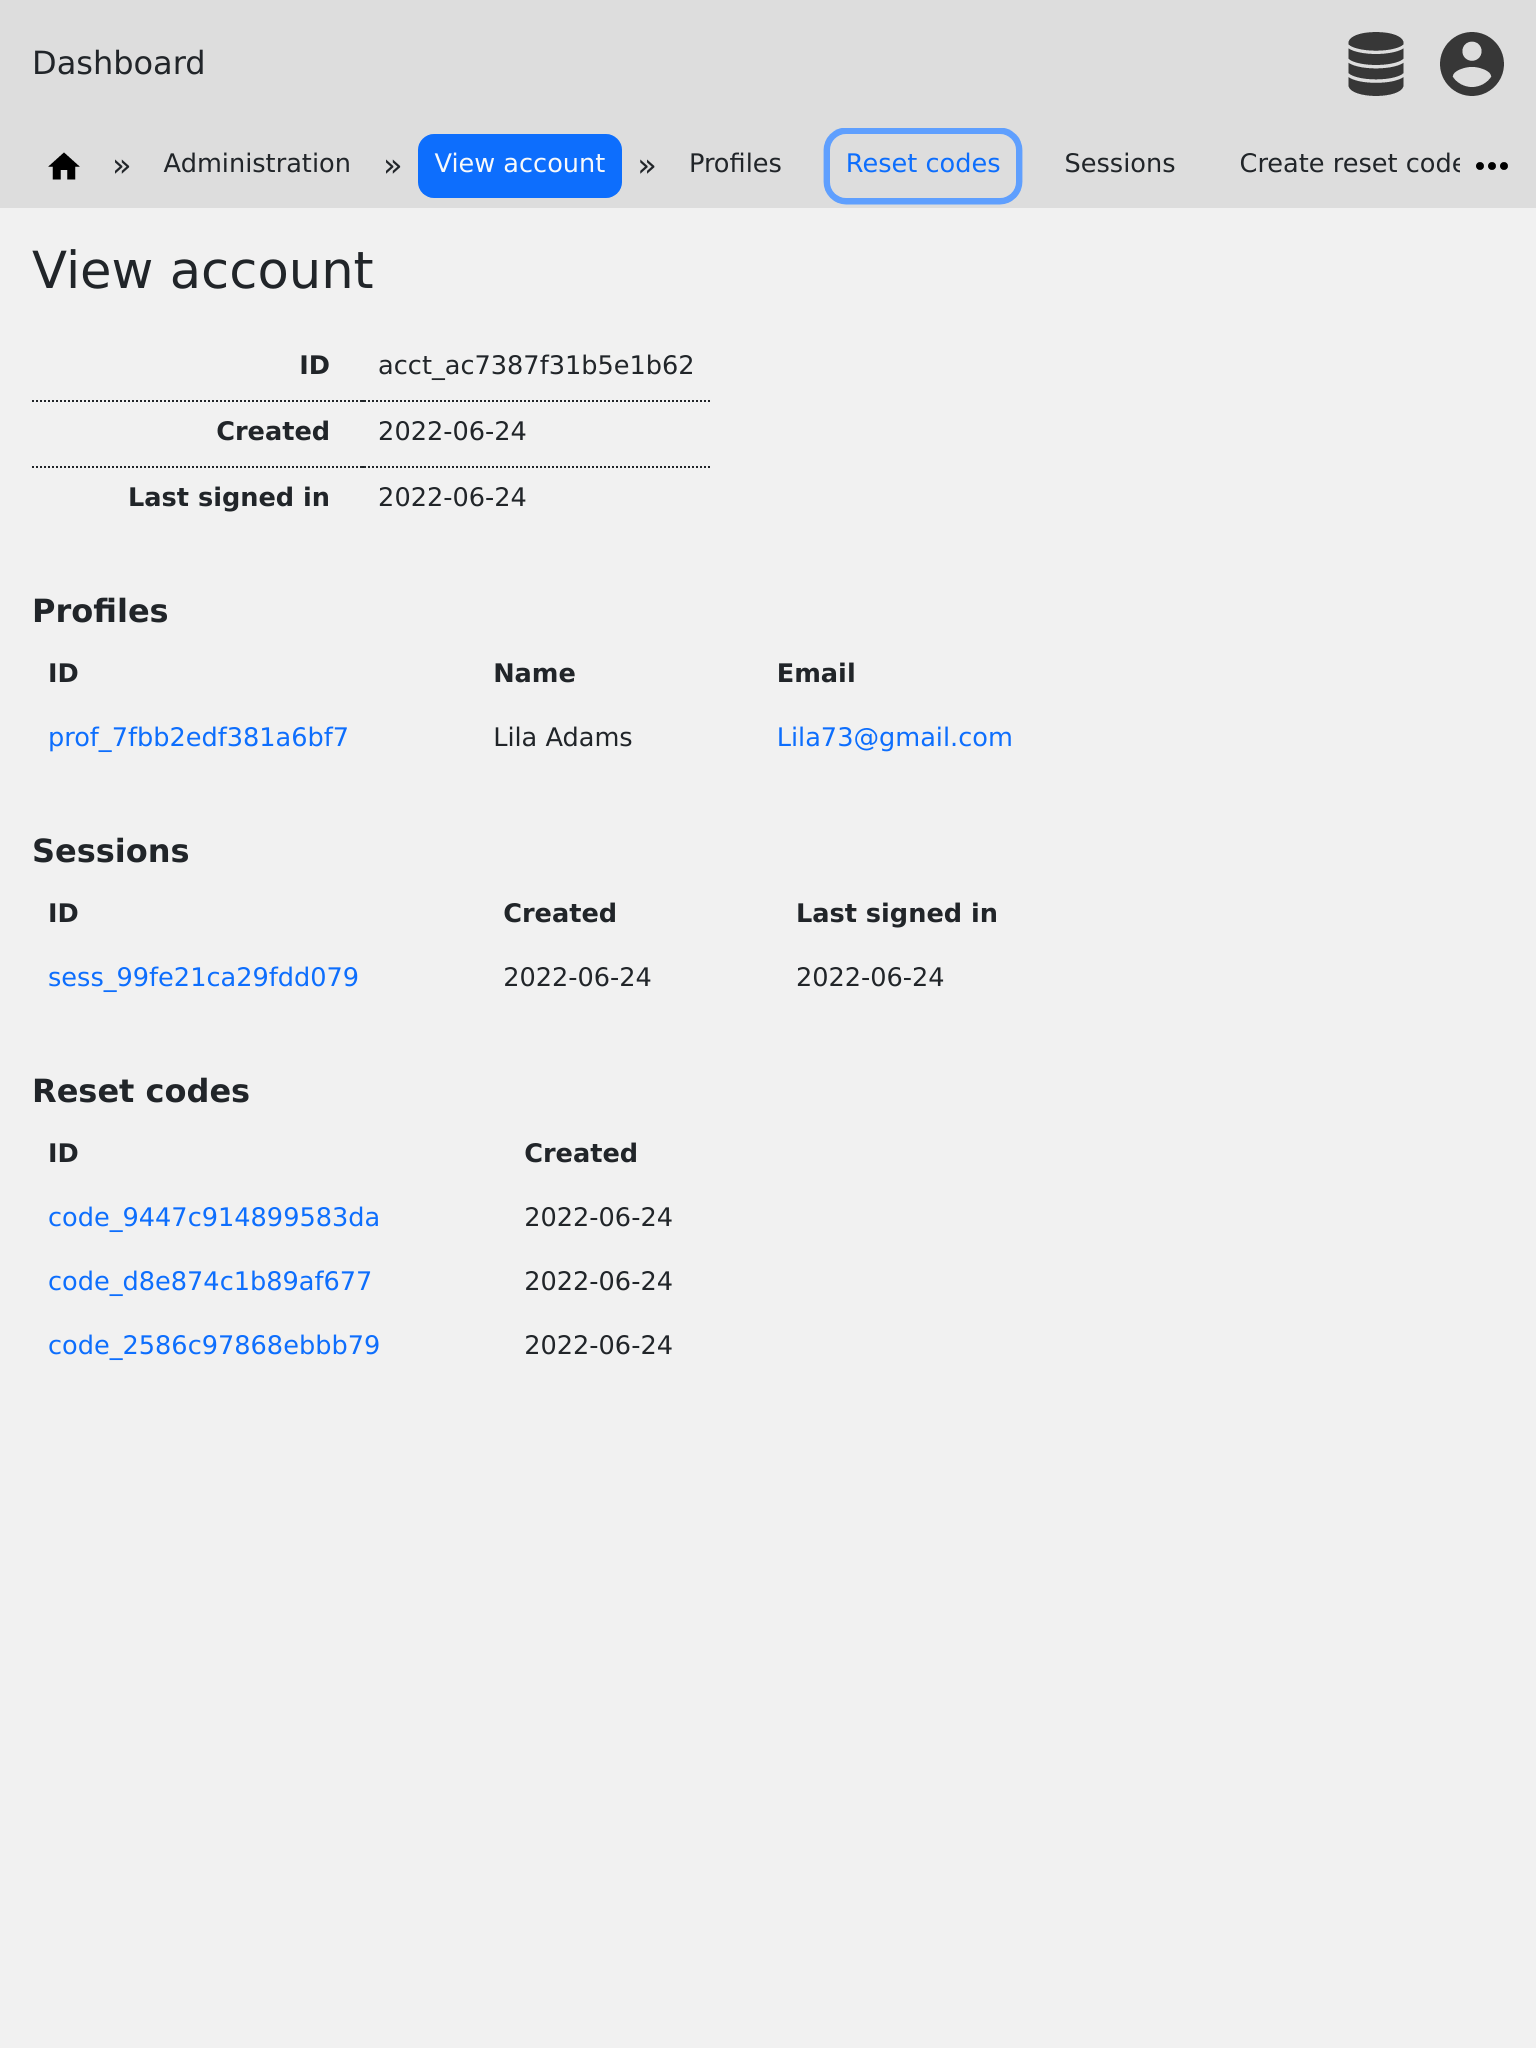 Dashboard
» Administration » View account » Profiles Reset codes Sessions Create reset code •••
View account
ID acct_ac7387f31b5e1b62
Created 2022-06-24
Last signed in 2022-06-24
Profiles
ID Name Email
prof_7fbb2edf381a6bf7 Lila Adams Lila73@gmail.com
Sessions
ID Created Last signed in
sess_99fe21ca29fdd079 2022-06-24 2022-06-24
Reset codes
ID Created
code_9447c914899583da 2022-06-24
code_d8e874c1b89af677 2022-06-24
code_2586c97868ebbb79 2022-06-24